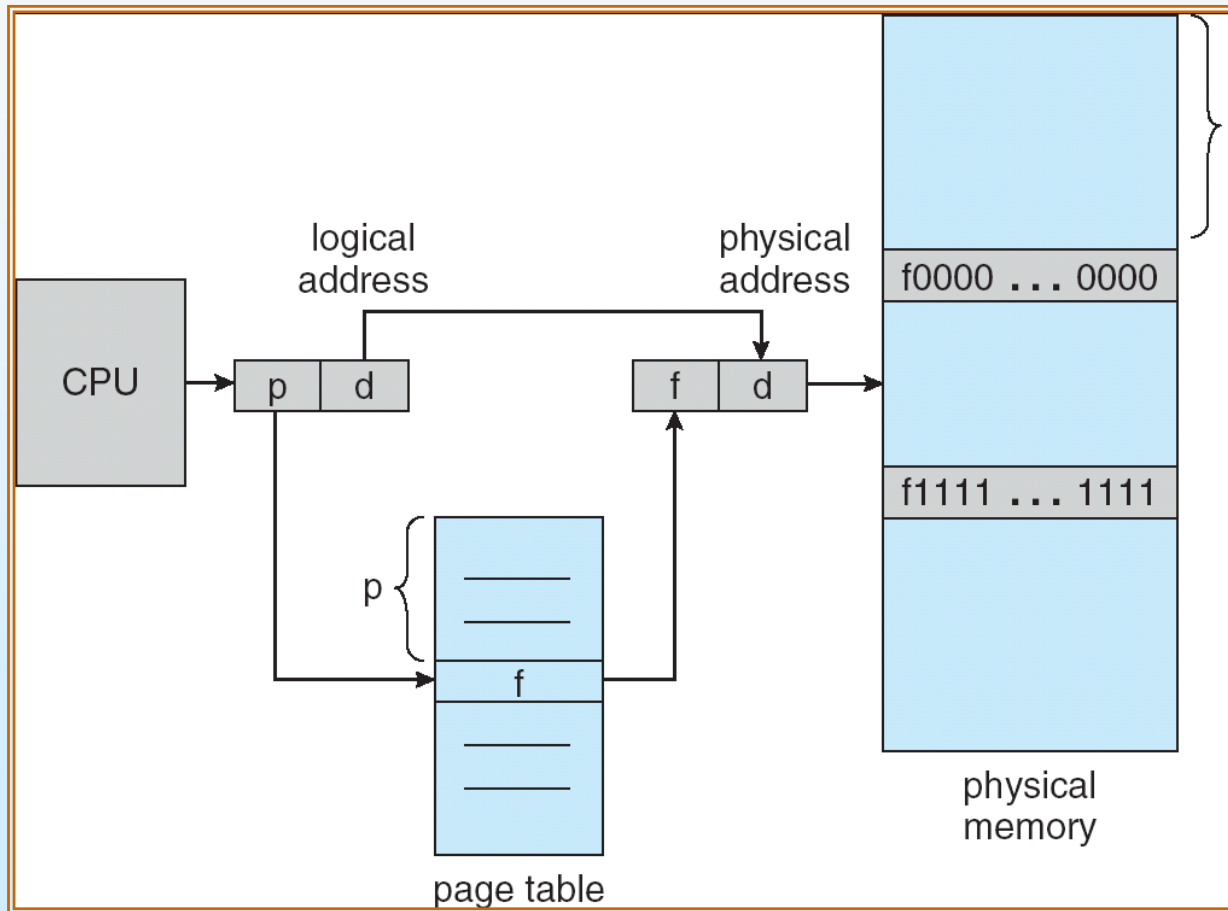 logical
address
physical
address
f0000 ... 0000
CPU
p d
f d
f1111 ... 1111
p
f
physical
memory
page table